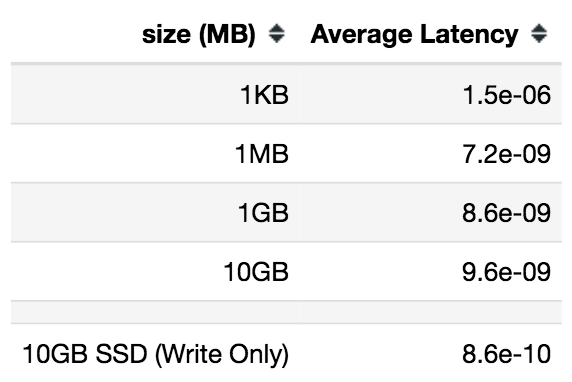 size (MB) Average Latency
1KB 1.5e-06
1MB 7.2e-09
1GB 8.6e-09
10GB 9.6e-09
10GB SSD (Write Only) 8.6e-10